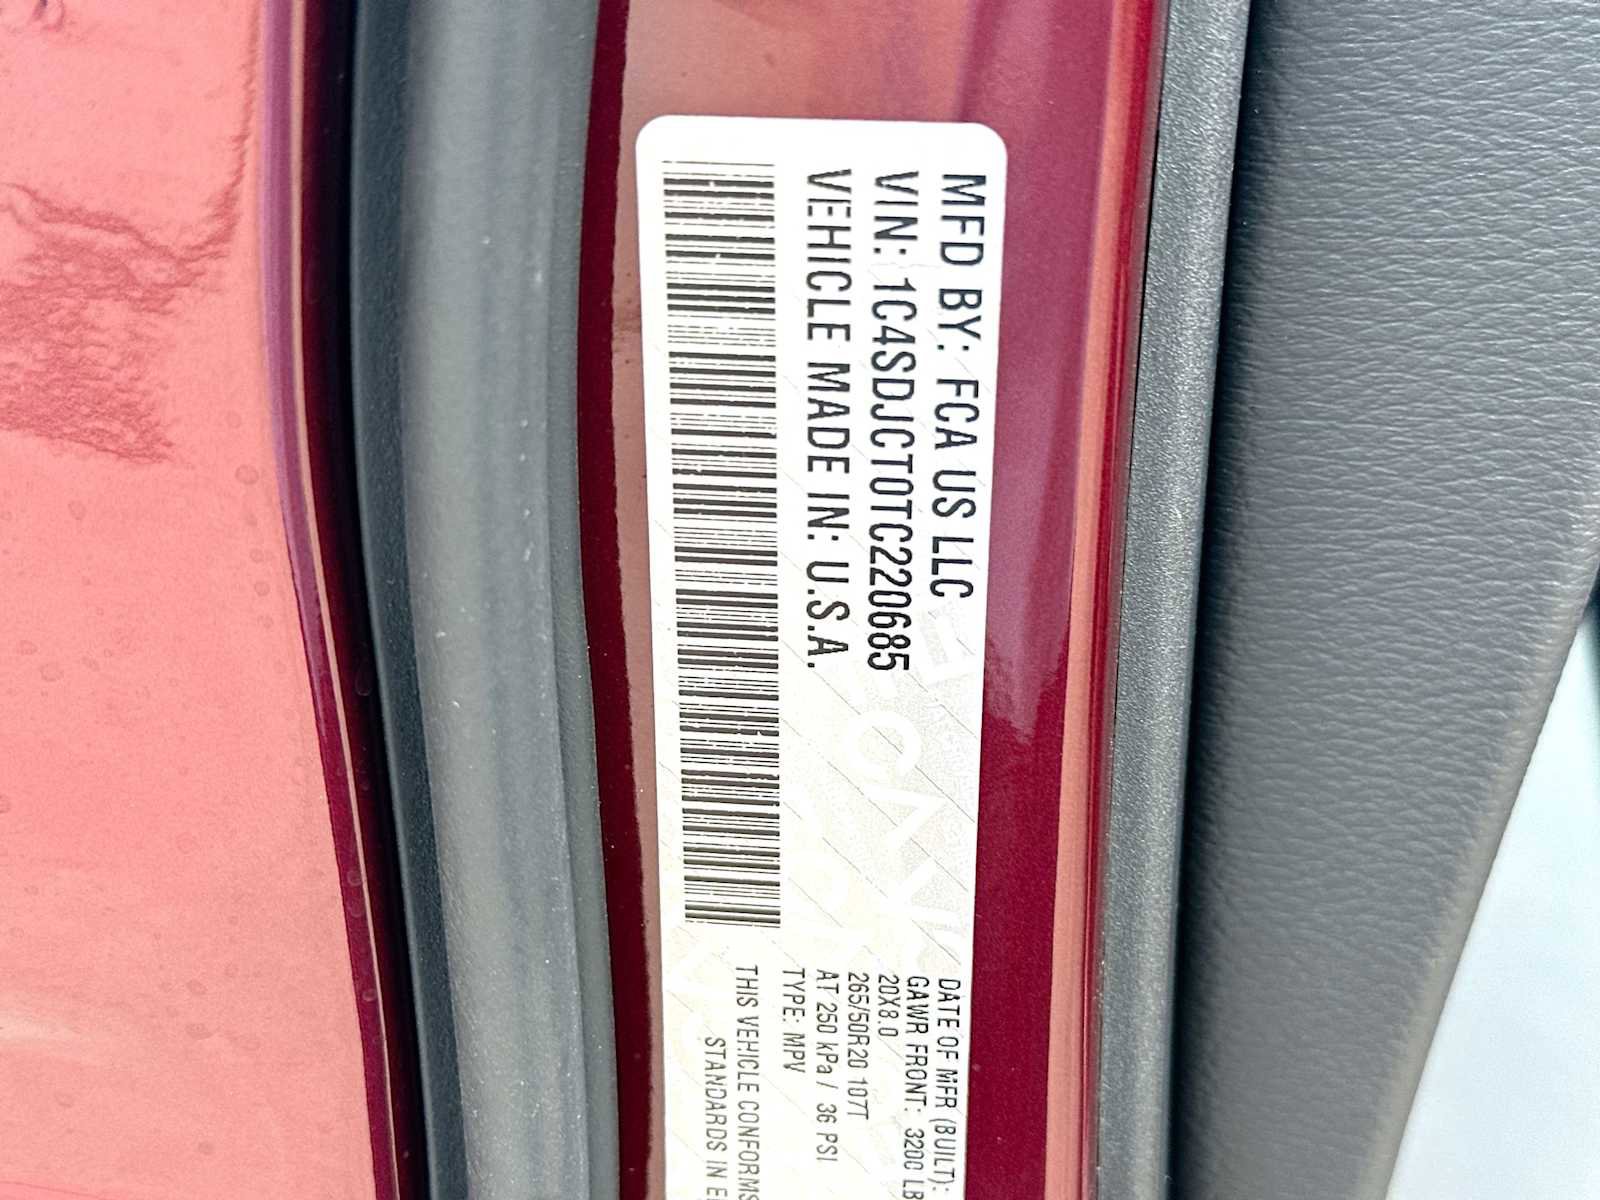 MFD BY: FCA US LLC
VIN: 1C4SDJCT0TC220685
VEHICLE MADE IN: U.S.A.
DATE OF MFR (BUILT):
GAWR FRONT: 3200 LB
20X8.0
265/50R20 107T
AT 250 kPa / 36 PSI
TYPE: MPV
THIS VEHICLE CONFORMS
STANDARDS IN